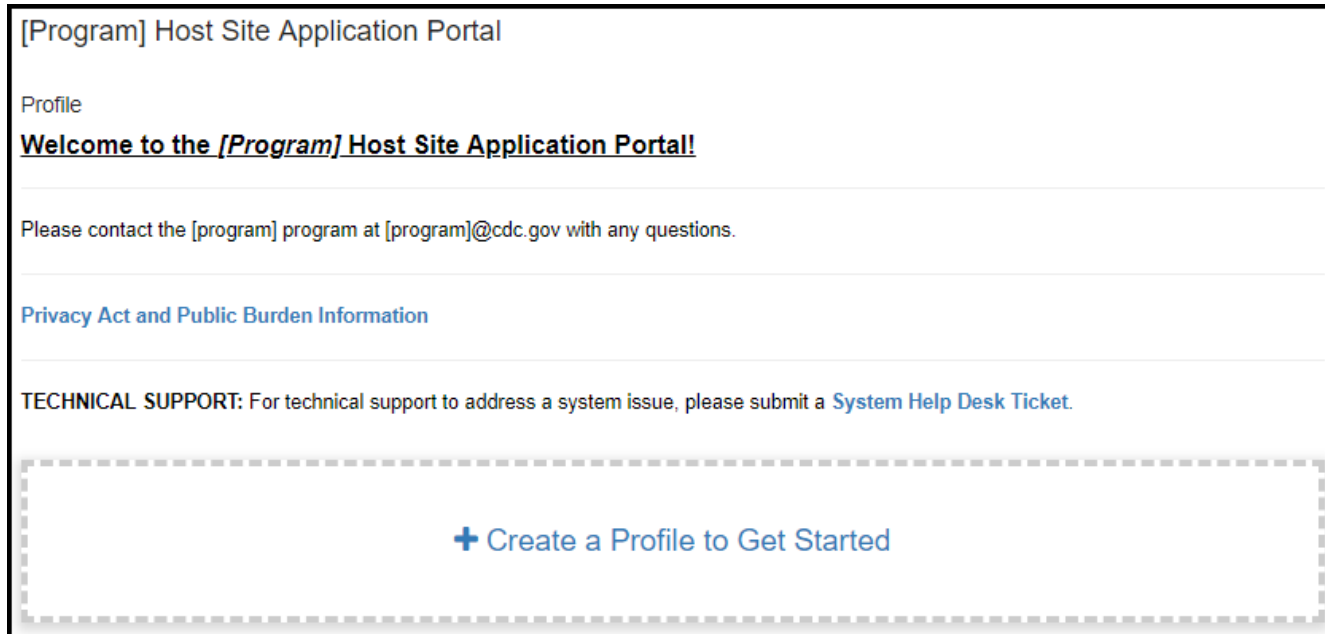 [Program] Host Site Application Portal
Profile
Welcome to the [Program] Host Site Application Portal!
Please contact the [program] program at [program]@cdc.gov with any questions.
Privacy Act and Public Burden Information
TECHNICAL SUPPORT: For technical support to address a system issue, please submit a System Help Desk Ticket.
+ Create a Profile to Get Started